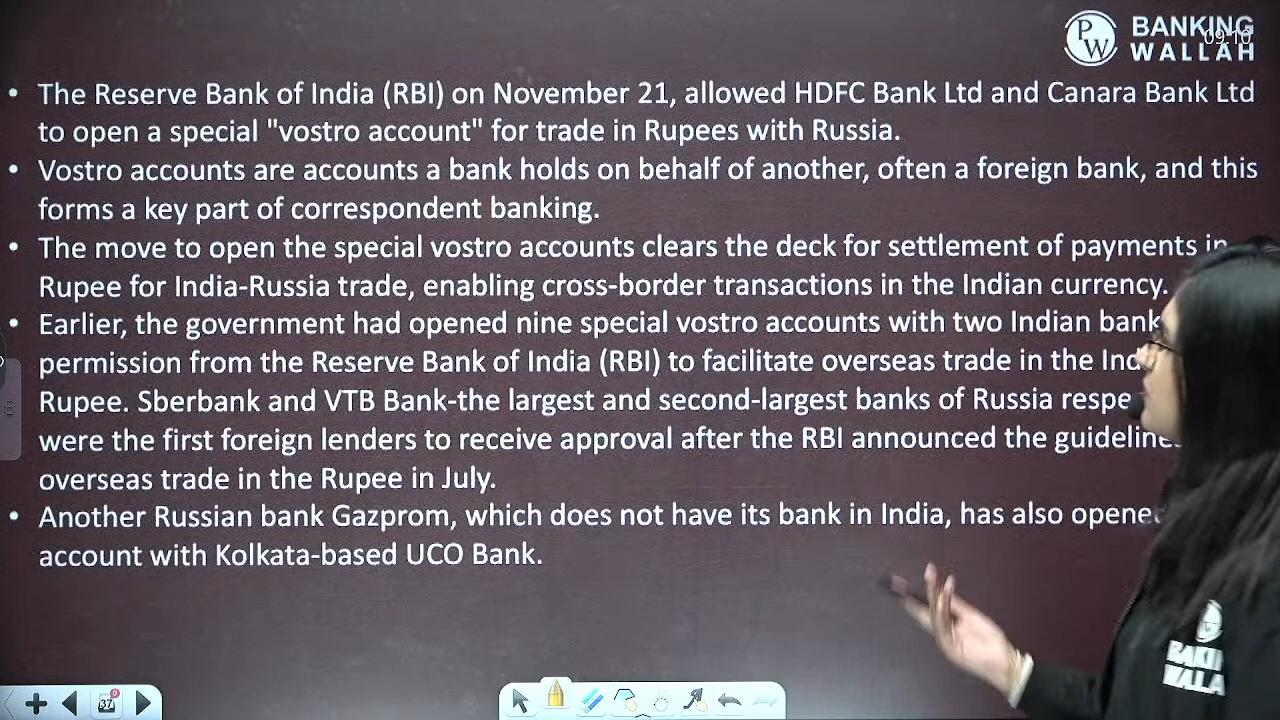 PW BANKING
WALLAH
09:10
• The Reserve Bank of India (RBI) on November 21, allowed HDFC Bank Ltd and Canara Bank Ltd
to open a special "vostro account" for trade in Rupees with Russia.
• Vostro accounts are accounts a bank holds on behalf of another, often a foreign bank, and this
forms a key part of correspondent banking.
• The move to open the special vostro accounts clears the deck for settlement of payments in
Rupee for India-Russia trade, enabling cross-border transactions in the Indian currency.
• Earlier, the government had opened nine special vostro accounts with two Indian bank
permission from the Reserve Bank of India (RBI) to facilitate overseas trade in the Ind
Rupee. Sberbank and VTB Bank-the largest and second-largest banks of Russia respe
were the first foreign lenders to receive approval after the RBI announced the guideline
overseas trade in the Rupee in July.
• Another Russian bank Gazprom, which does not have its bank in India, has also opene
account with Kolkata-based UCO Bank.
37